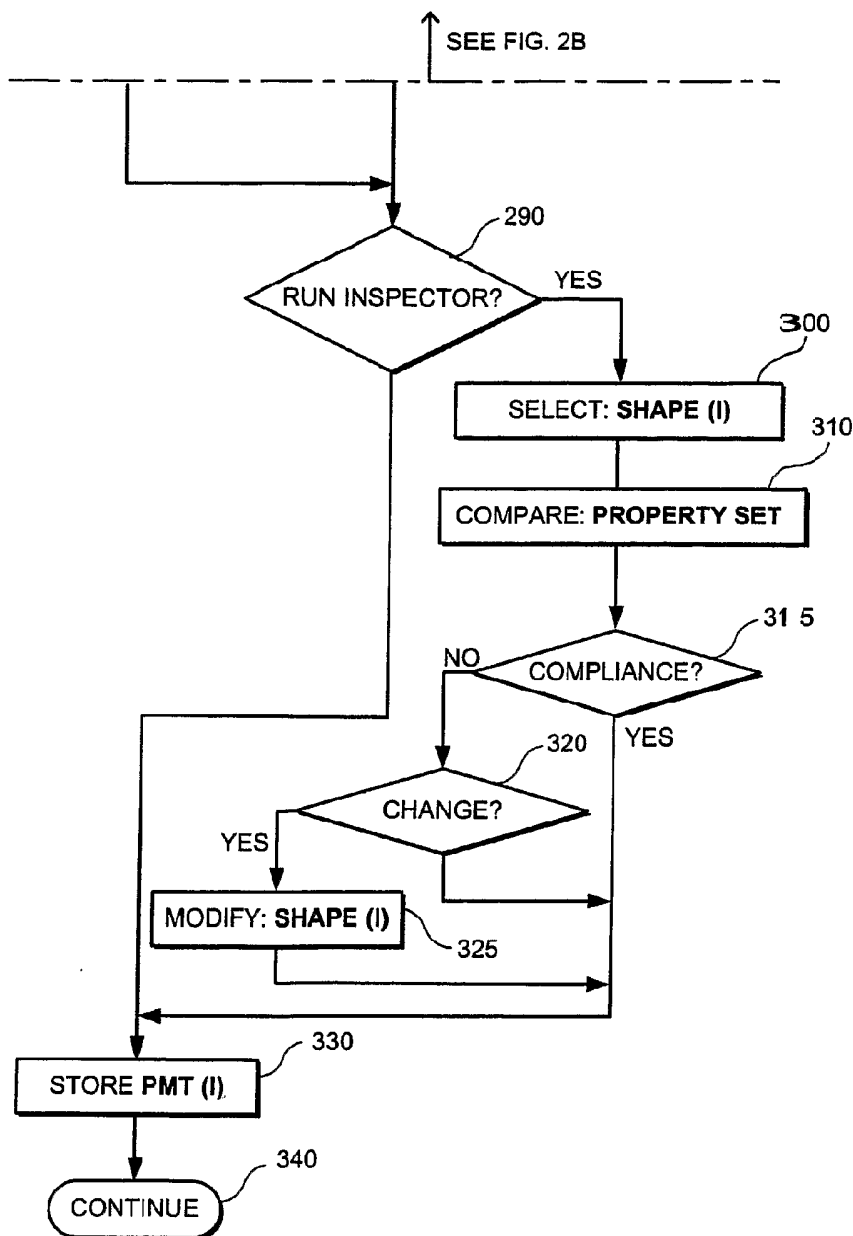 SEE FIG. 2B
290
RUN INSPECTOR?
YES
300
SELECT: SHAPE (I)
310
COMPARE: PROPERTY SET
31 5
NO
COMPLIANCE?
YES
320
CHANGE?
YES
MODIFY: SHAPE (I)
325
330
STORE PMT (I)
340
CONTINUE